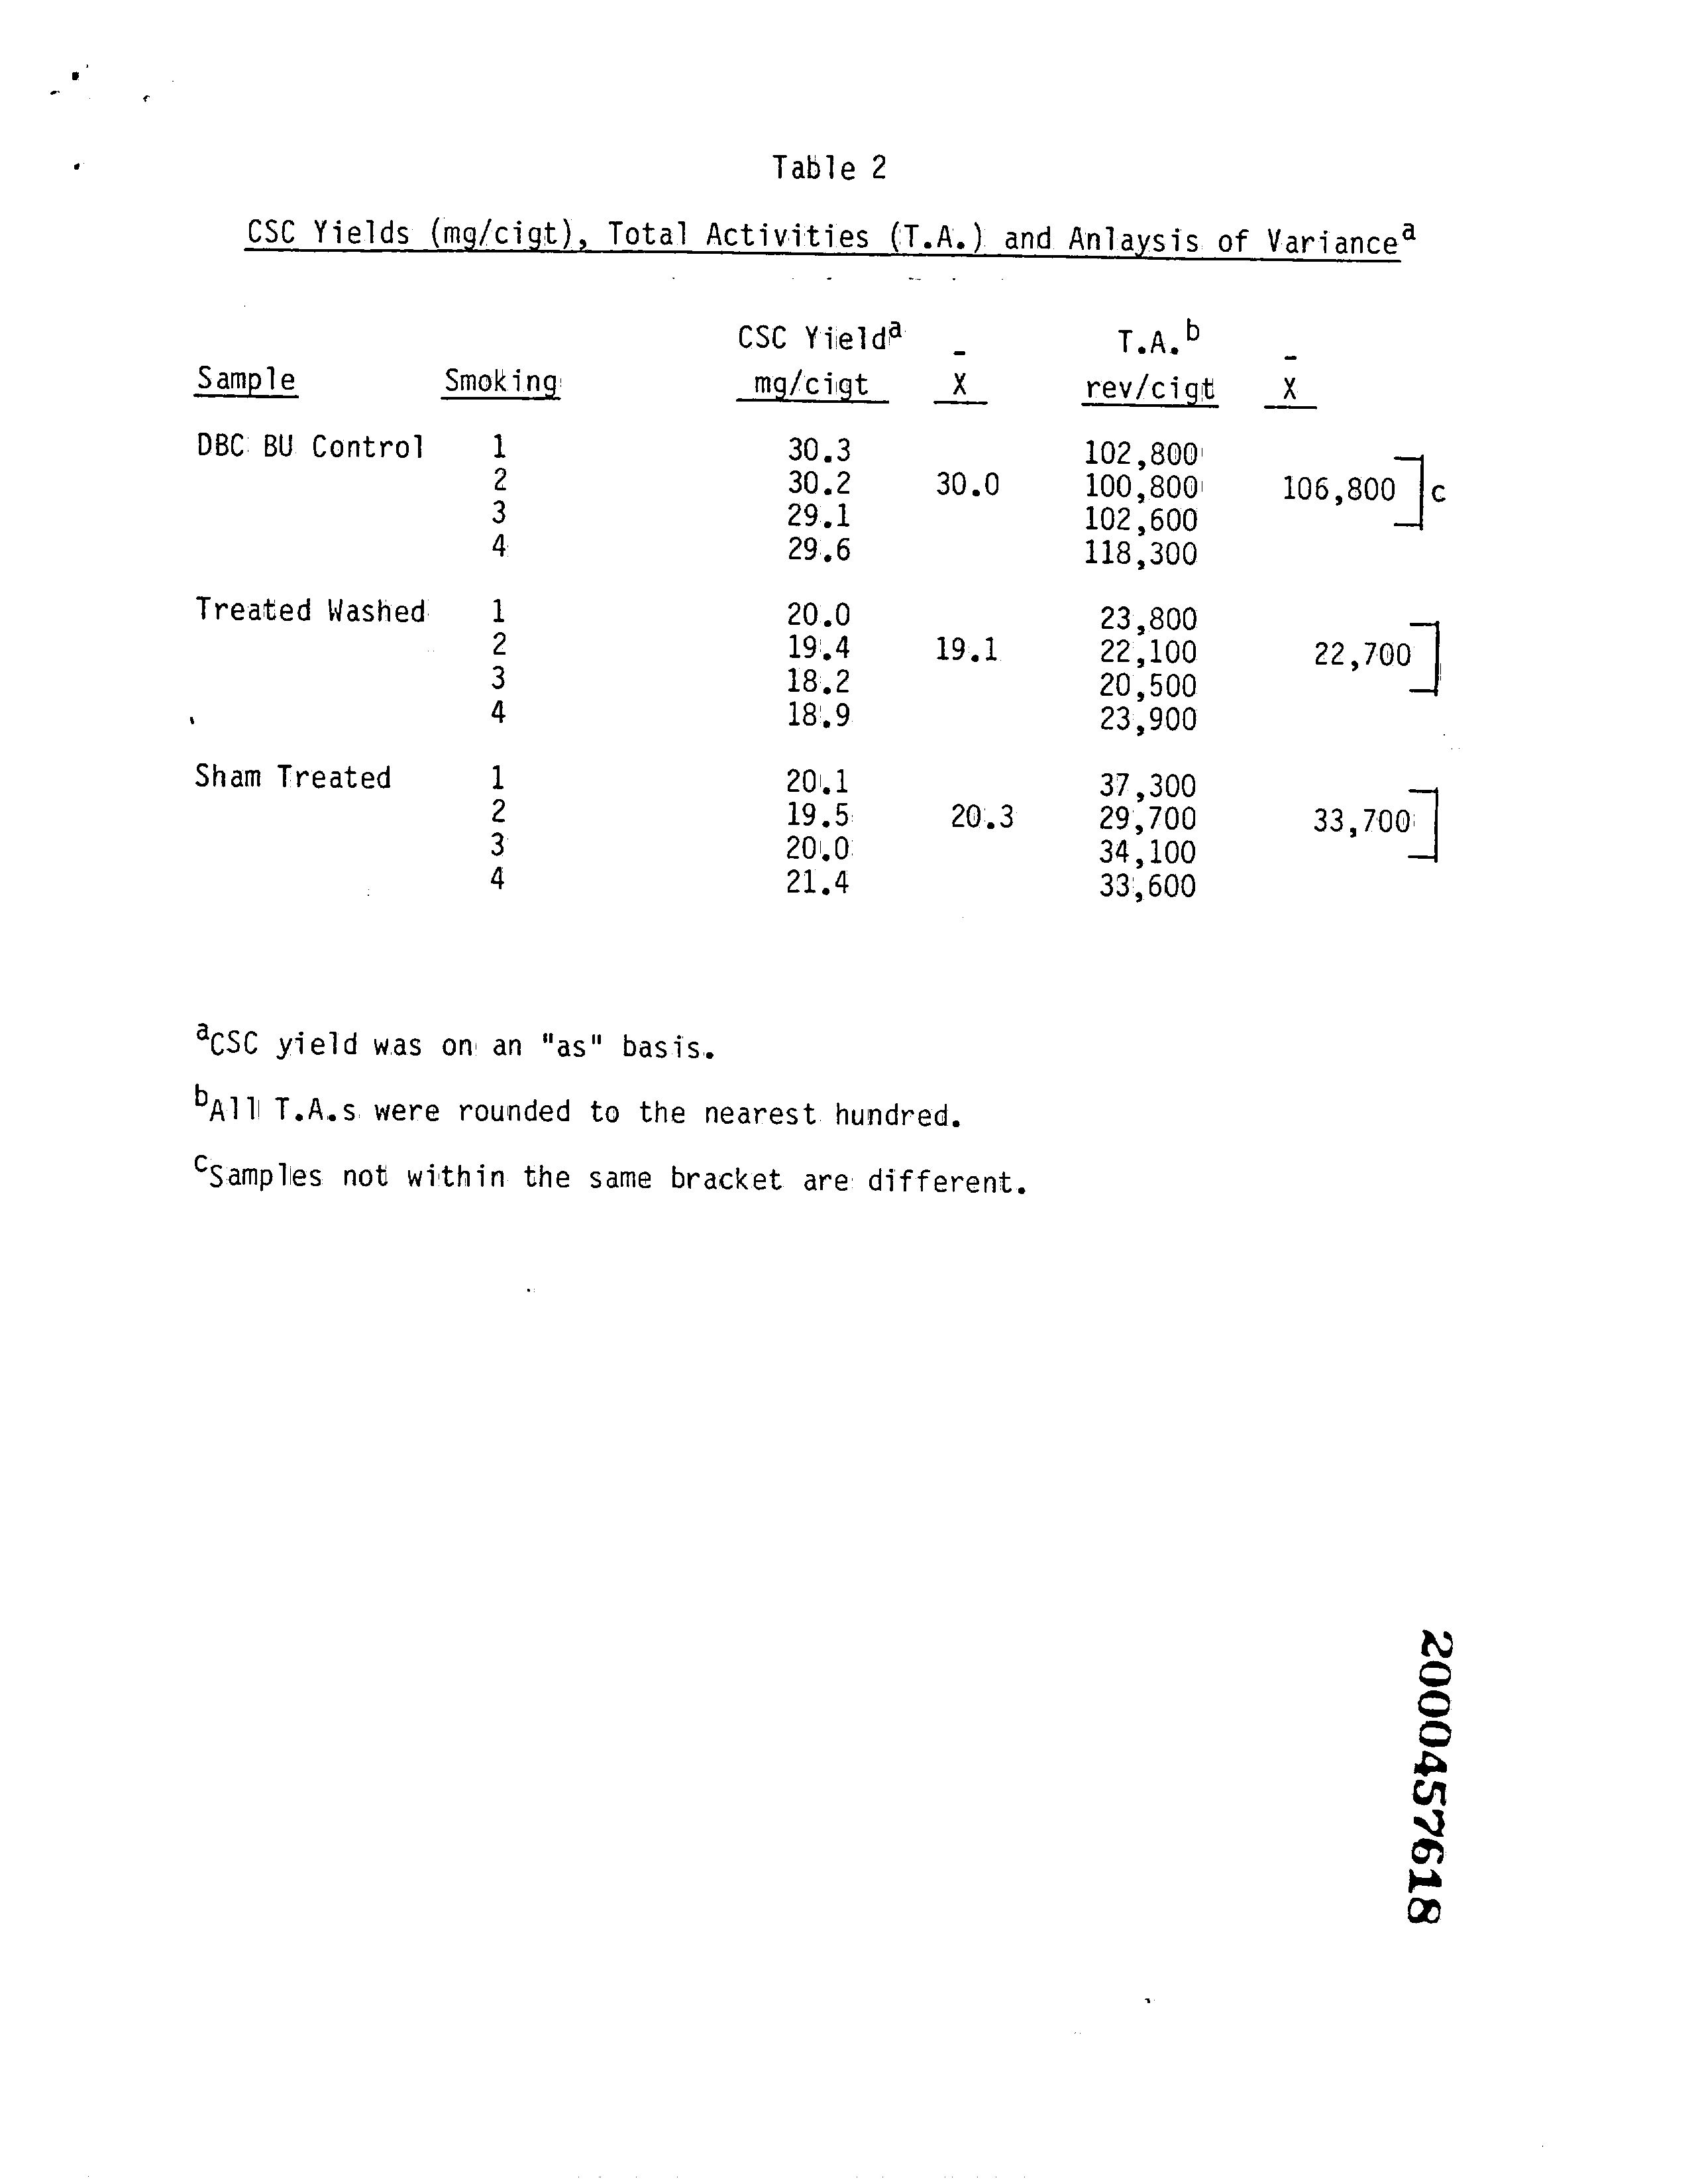 Table 2
CSC Yields (mg/cigt), Total Activities (T.A.) and Anlaysis of Variance a
CSC Yield a T.A. b
Sample Smoking mg/cigt X̄ rev/cigt X̄
DBC BU Control 1 30.3 102,800
2 30.2 30.0 100,800 106,800 c
3 29.1 102,600
4 29.6 118,300
Treated Washed 1 20.0 23,800
2 19.4 19.1 22,100 22,700
3 18.2 20,500
4 18.9 23,900
Sham Treated 1 20.1 37,300
2 19.5 20.3 29,700 33,700
3 20.0 34,100
4 21.4 33,600
a CSC yield was on an "as" basis.
b All T.A.s were rounded to the nearest hundred.
c Samples not within the same bracket are different.
2000457618